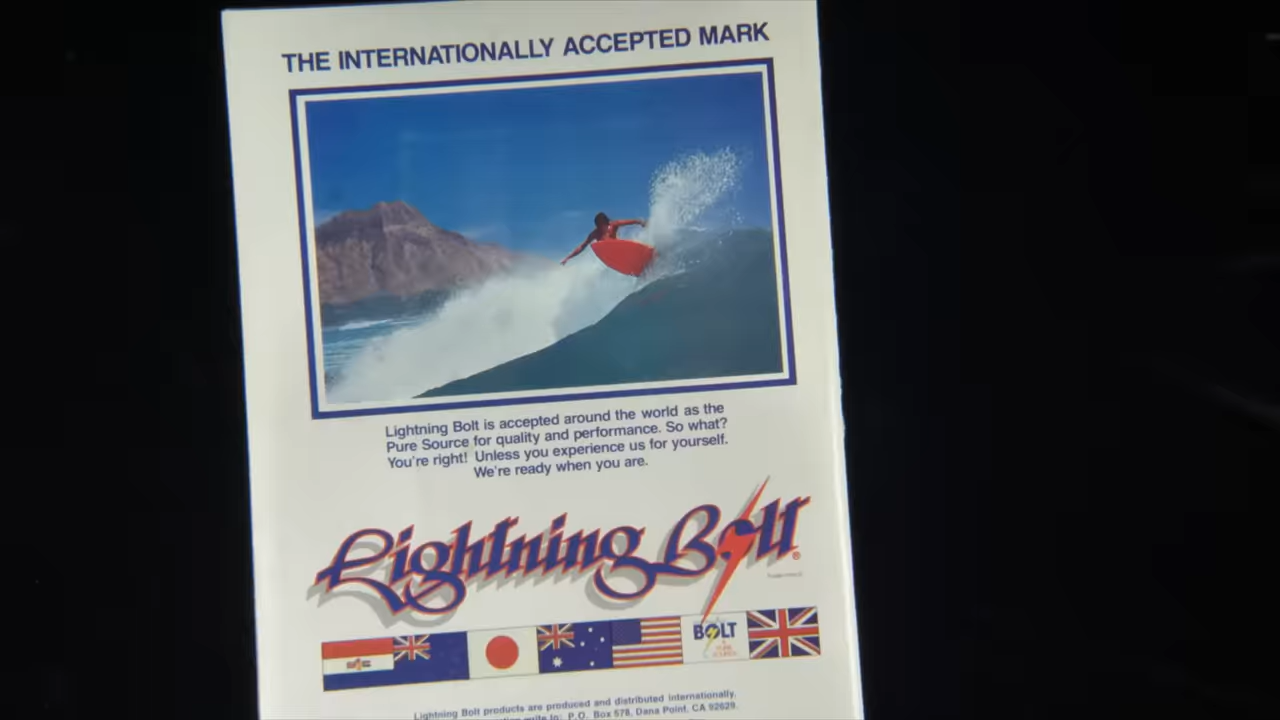 THE INTERNATIONALLY ACCEPTED MARK
Lightning Bolt is accepted around the world as the
Pure Source for quality and performance. So what?
You're right! Unless you experience us for yourself.
We're ready when you are.
Lightning Bolt®
BOLT
Lightning Bolt products are produced and distributed internationally.
write to: P.O. Box 578, Dana Point, CA 92629.